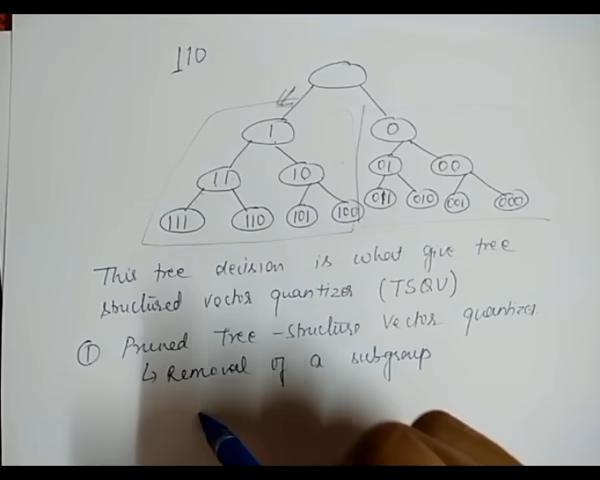 110
1 0
11 10 01 00
111 110 101 100 011 010 001 000
This tree decision is what give tree
structured vector quantizer (TSQV)
① Pruned Tree-structure vector quantizer
↳ Removal of a subgroup